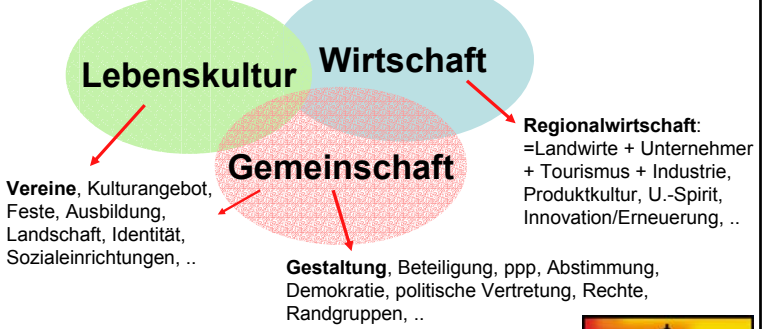 Lebenskultur
Wirtschaft
Gemeinschaft
Regionalwirtschaft:
=Landwirte + Unternehmer
+ Tourismus + Industrie,
Produktkultur, U.-Spirit,
Innovation/Erneuerung, ..
Vereine, Kulturangebot,
Feste, Ausbildung,
Landschaft, Identität,
Sozialeinrichtungen, ..
Gestaltung, Beteiligung, ppp, Abstimmung,
Demokratie, politische Vertretung, Rechte,
Randgruppen, ..